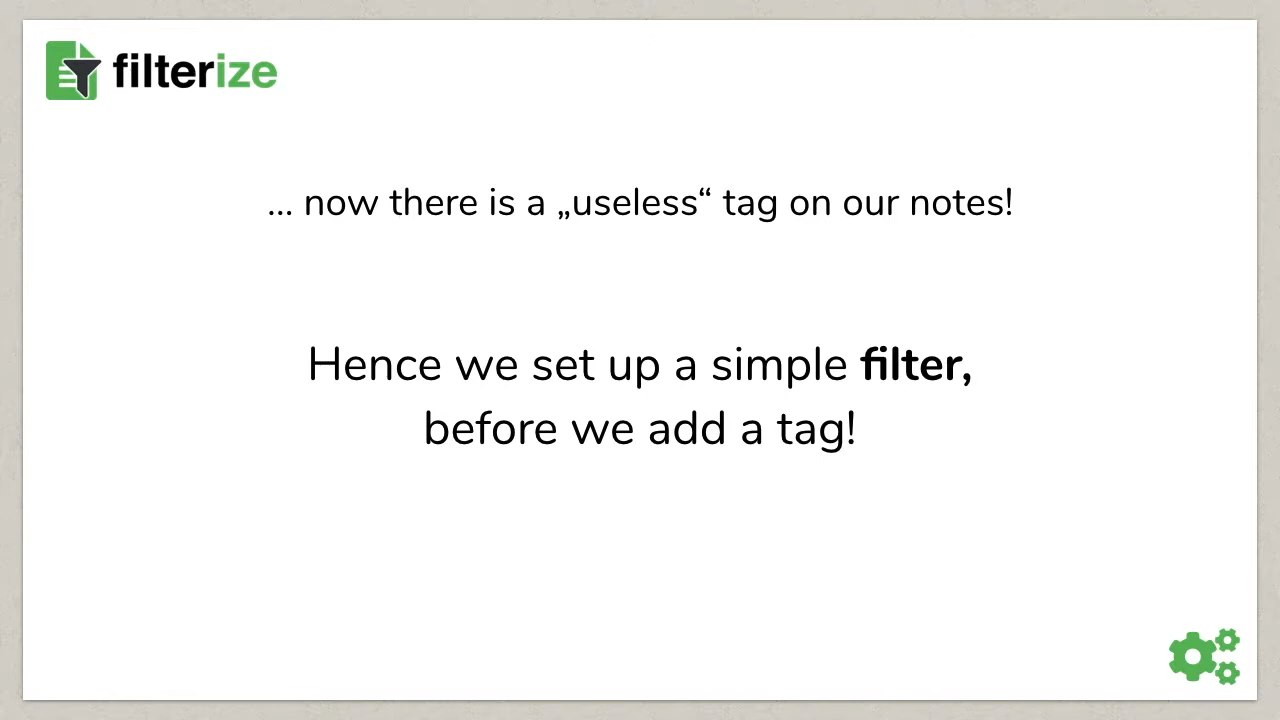 filterize
... now there is a „useless“ tag on our notes!
Hence we set up a simple filter,
before we add a tag!